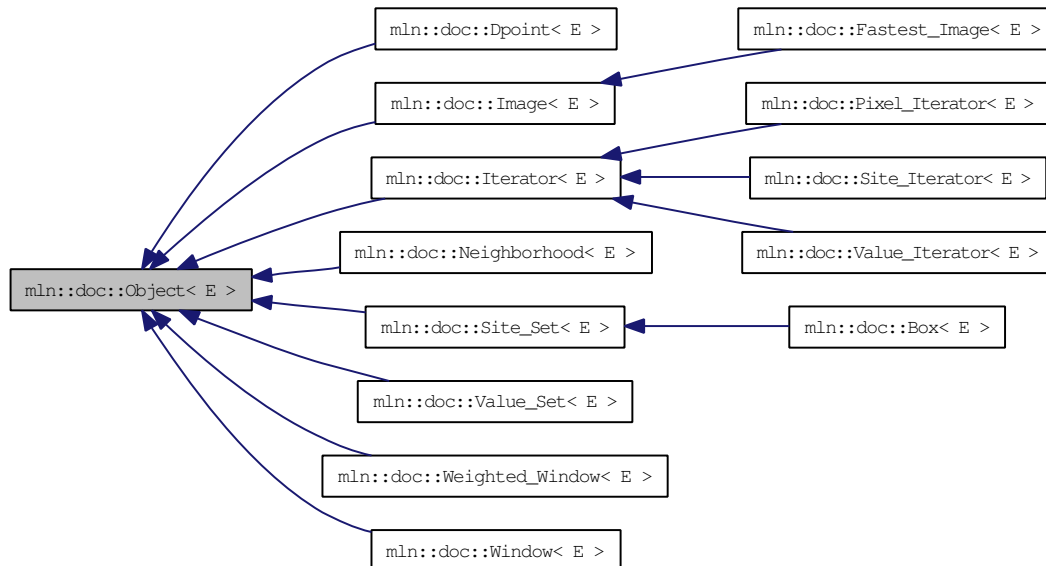 mln::doc::Dpoint< E >
mln::doc::Fastest_Image< E >
mln::doc::Image< E >
mln::doc::Pixel_Iterator< E >
mln::doc::Iterator< E >
mln::doc::Site_Iterator< E >
mln::doc::Neighborhood< E >
mln::doc::Value_Iterator< E >
mln::doc::Object< E >
mln::doc::Site_Set< E >
mln::doc::Box< E >
mln::doc::Value_Set< E >
mln::doc::Weighted_Window< E >
mln::doc::Window< E >